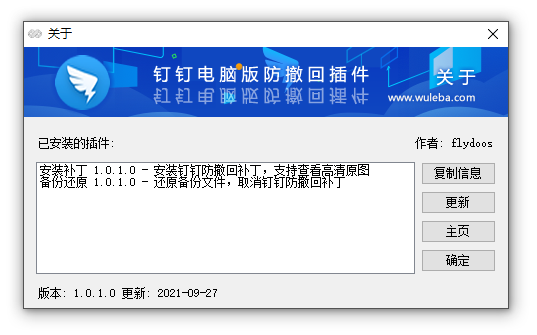 关于
钉钉电脑版防撤回插件
关于
www.wuleba.com
已安装的插件:
作者: flydoos
安装补丁 1.0.1.0 - 安装钉钉防撤回补丁，支持查看高清原图
备份还原 1.0.1.0 - 还原备份文件，取消钉钉防撤回补丁
复制信息
更新
主页
确定
版本: 1.0.1.0 更新: 2021-09-27